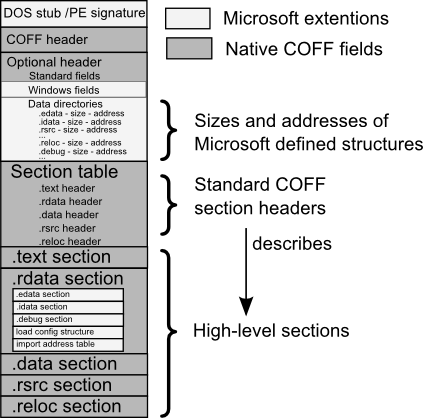 DOS stub /PE signature
COFF header
Optional header
Standard fields
Windows fields
Data directories
.edata - size - address
.idata - size - address
.rsrc - size - address
...
.reloc - size - address
.debug - size - address
...
Section table
.text header
.rdata header
.data header
.rsrc header
.reloc header
.text section
.rdata section
.edata section
.idata section
.debug section
load config structure
import address table
.data section
.rsrc section
.reloc section
Microsoft extentions
Native COFF fields
Sizes and addresses of
Microsoft defined structures
Standard COFF
section headers
describes
High-level sections